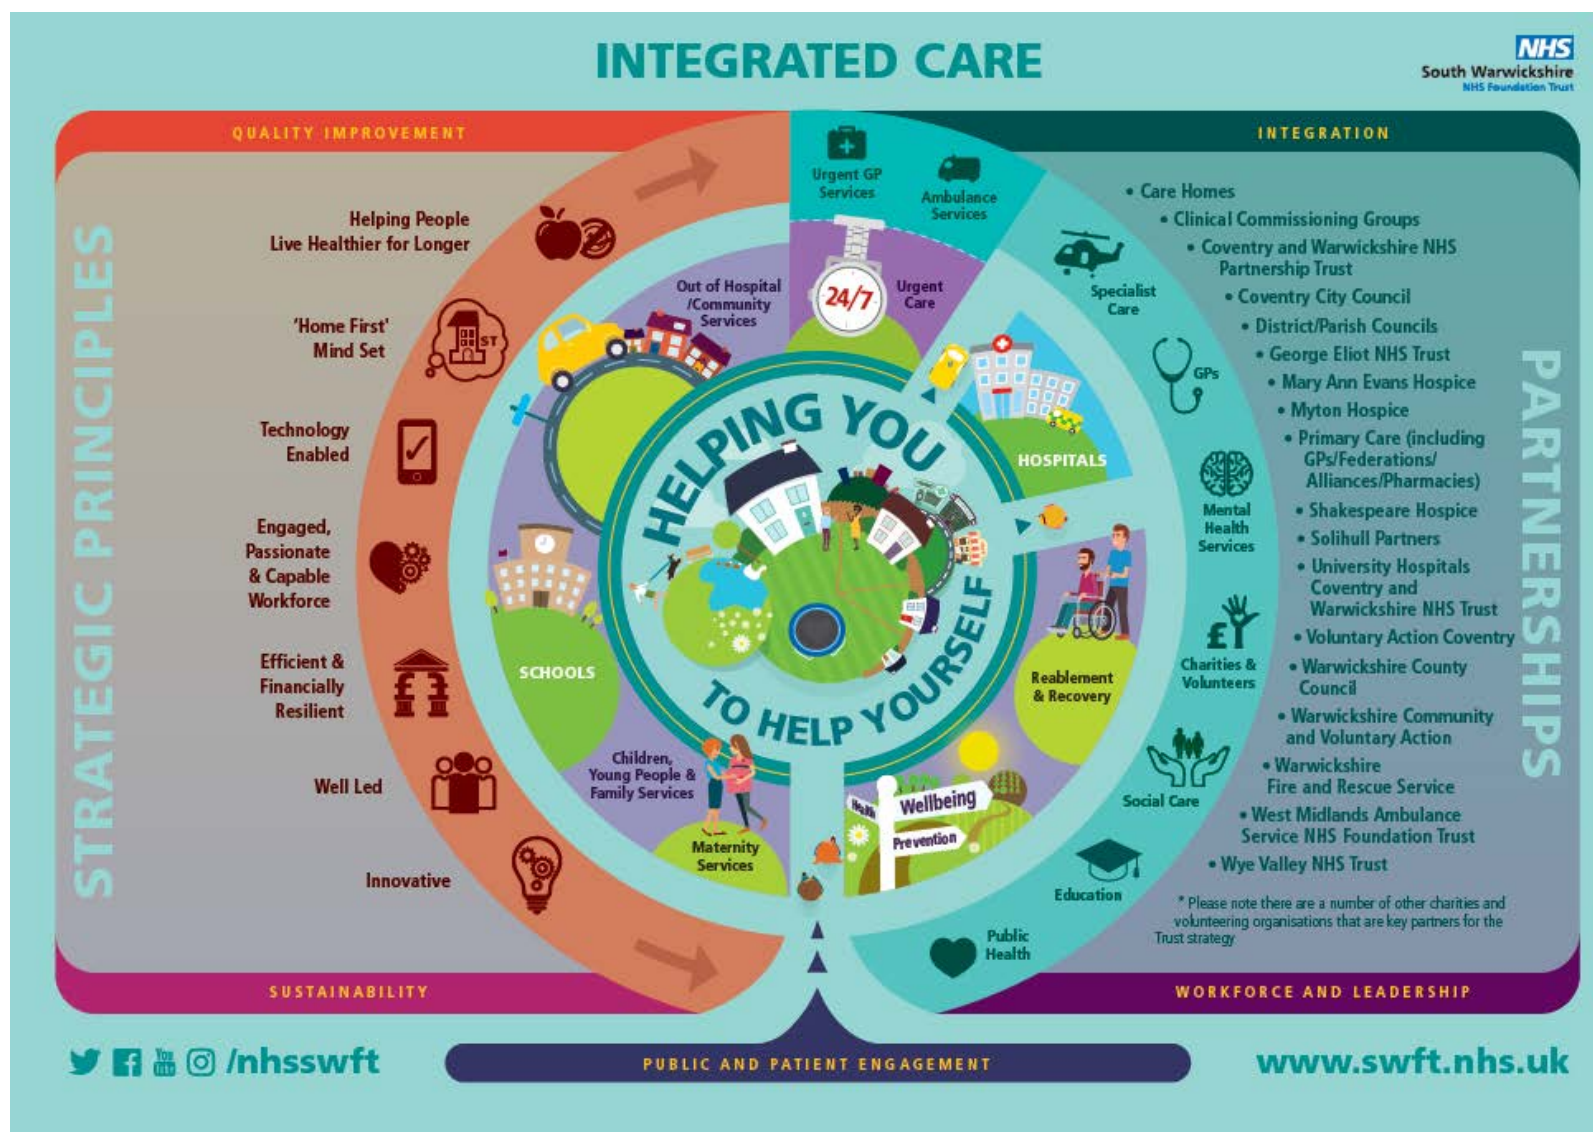 INTEGRATED CARE
NHS
South Warwickshire
NHS Foundation Trust
QUALITY IMPROVEMENT
INTEGRATION
STRATEGIC PRINCIPLES
Helping People
Live Healthier for Longer
'Home First'
Mind Set
ST
Technology
Enabled
Engaged,
Passionate
& Capable
Workforce
Efficient &
Financially
Resilient
££
Well Led
Innovative
Urgent GP
Services
Ambulance
Services
Out of Hospital
/Community
Services
24/7
Urgent
Care
HOSPITALS
SCHOOLS
HELPING YOU
TO HELP YOURSELF
Reablement
& Recovery
Children,
Young People &
Family Services
Maternity
Services
Health
Wellbeing
Prevention
Specialist
Care
GPs
Mental
Health
Services
£
Charities &
Volunteers
Social Care
Education
Public
Health
• Care Homes
• Clinical Commissioning Groups
• Coventry and Warwickshire NHS
Partnership Trust
• Coventry City Council
• District/Parish Councils
• George Eliot NHS Trust
• Mary Ann Evans Hospice
• Myton Hospice
• Primary Care (including
GPs/Federations/
Alliances/Pharmacies)
• Shakespeare Hospice
• Solihull Partners
• University Hospitals
Coventry and
Warwickshire NHS Trust
• Voluntary Action Coventry
• Warwickshire County
Council
• Warwickshire Community
and Voluntary Action
• Warwickshire
Fire and Rescue Service
• West Midlands Ambulance
Service NHS Foundation Trust
• Wye Valley NHS Trust
* Please note there are a number of other charities and
volunteering organisations that are key partners for the
Trust strategy
PARTNERSHIPS
SUSTAINABILITY
WORKFORCE AND LEADERSHIP
You
/nhsswft
PUBLIC AND PATIENT ENGAGEMENT
www.swft.nhs.uk